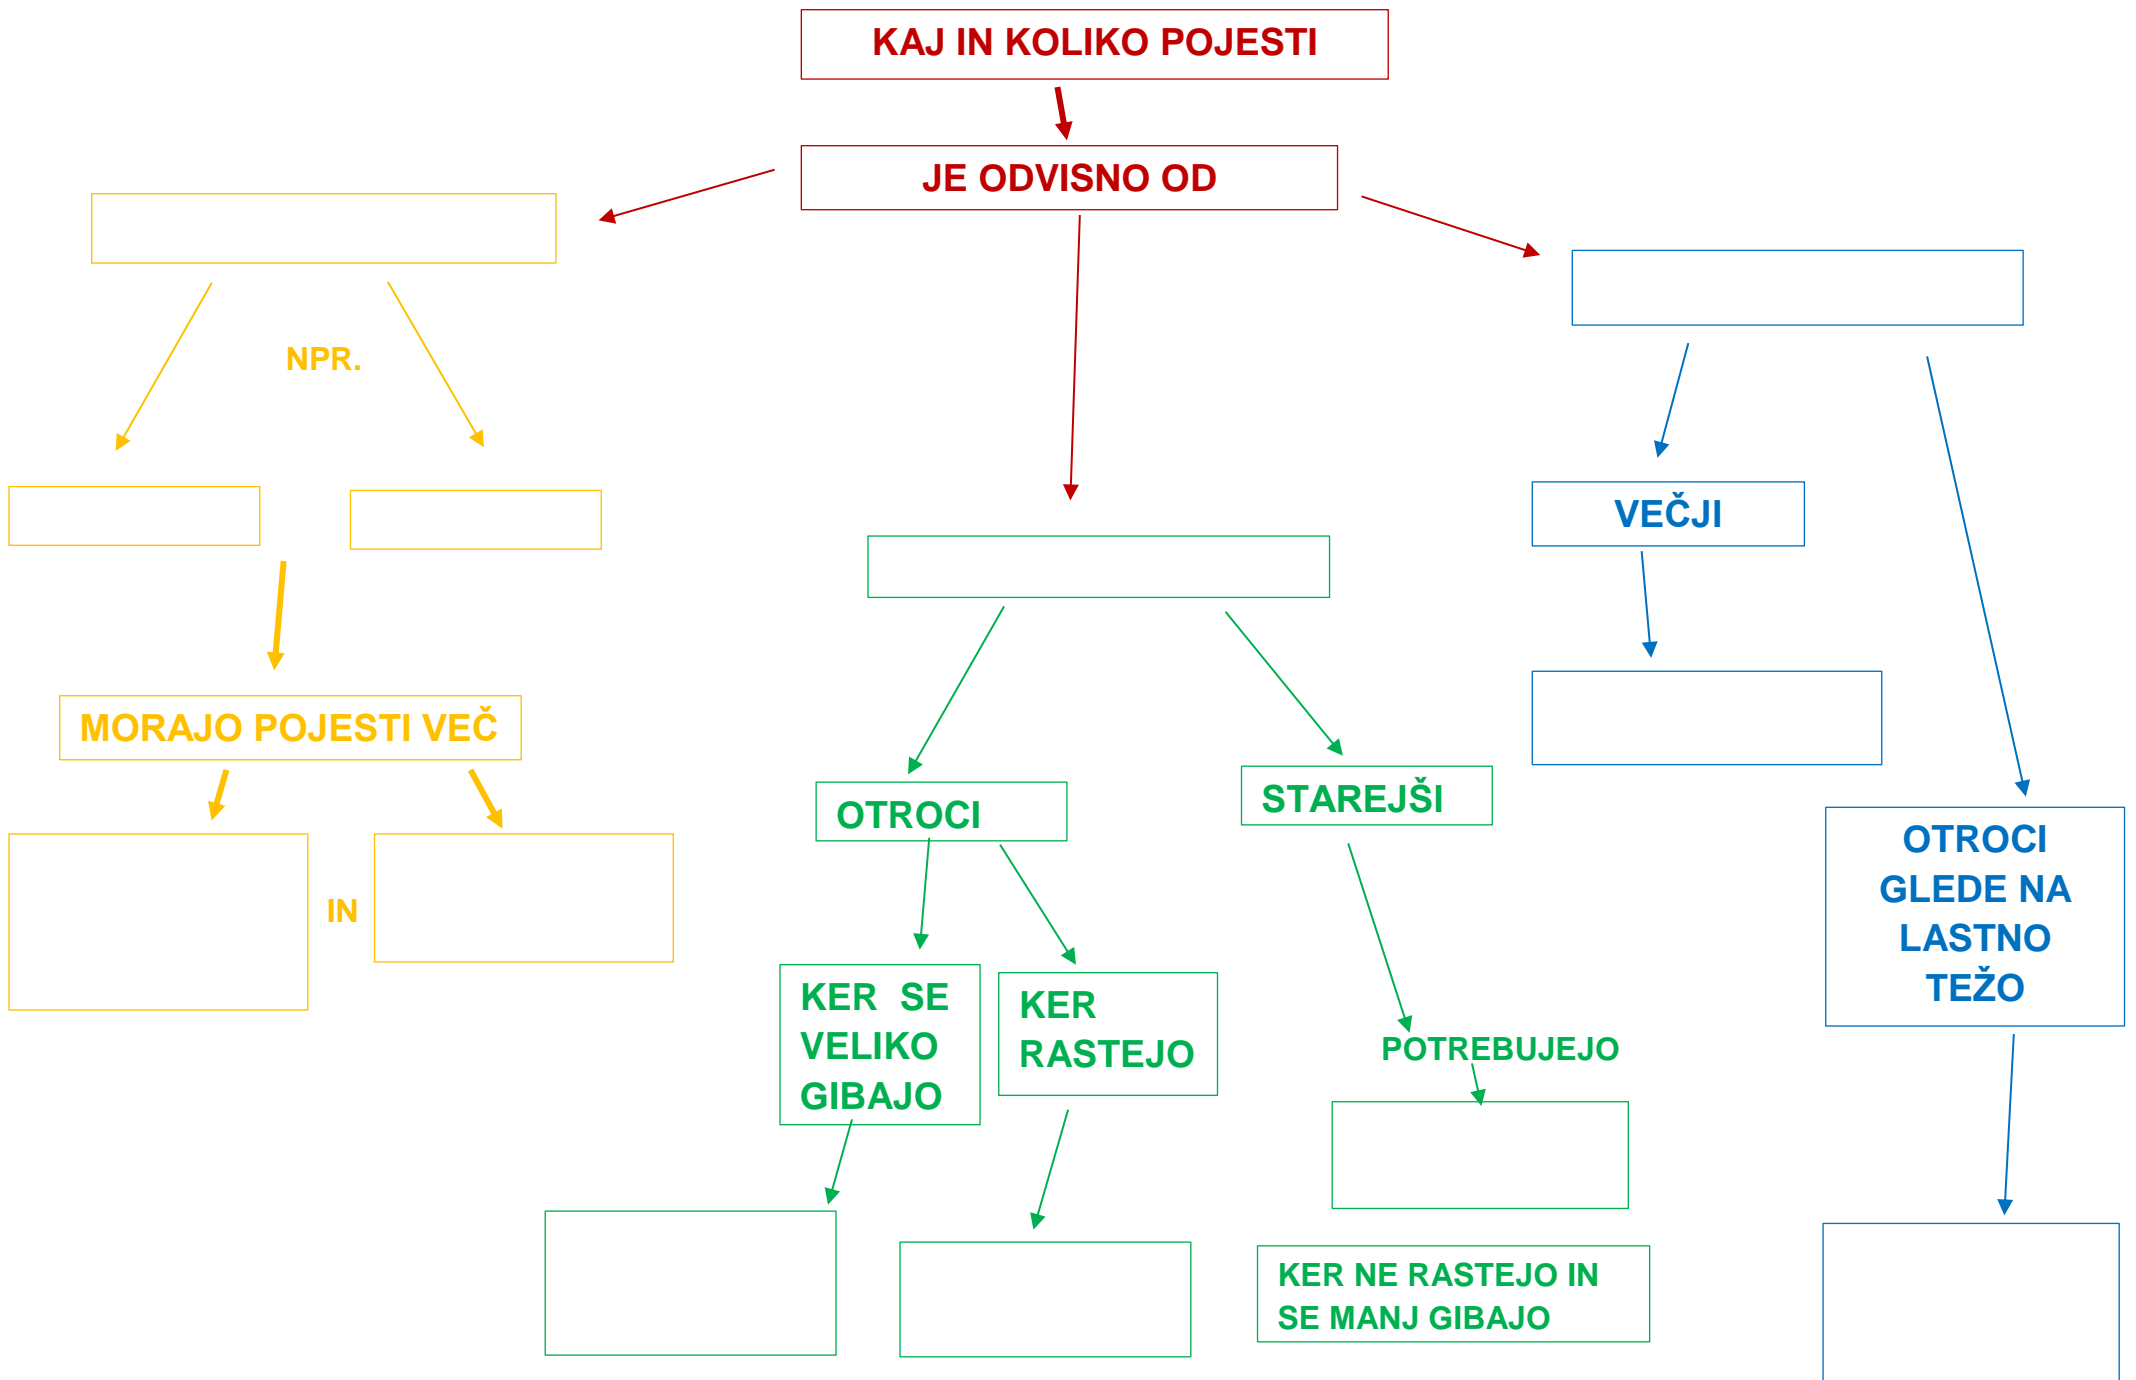 KAJ IN KOLIKO POJESTI
JE ODVISNO OD
NPR.
VEČJI
MORAJO POJESTI VEČ
IN
OTROCI
STAREJŠI
KER  SE
VELIKO
GIBAJO
KER
RASTEJO
POTREBUJEJO
KER NE RASTEJO IN
SE MANJ GIBAJO
OTROCI
GLEDE NA
LASTNO
TEŽO